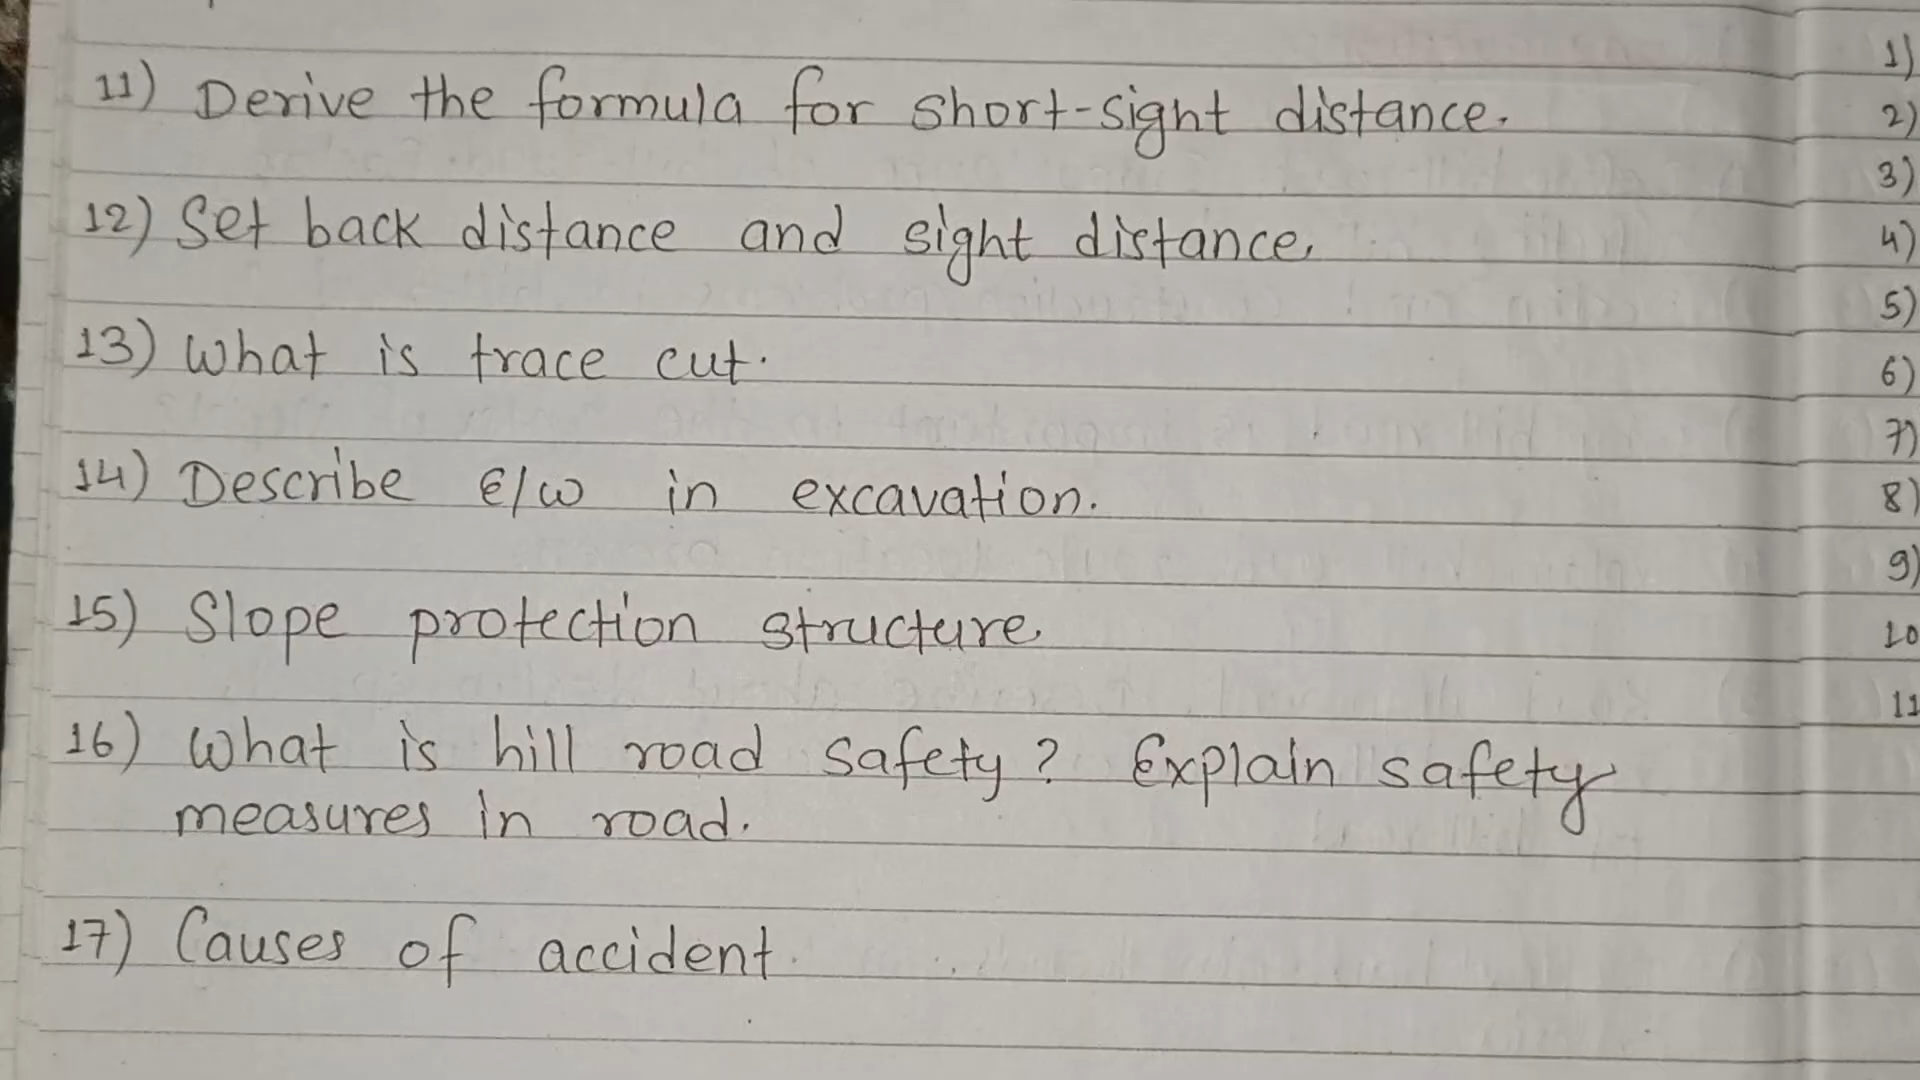 11) Derive the formula for short-sight distance.
12) Set back distance and sight distance.
13) What is trace cut.
14) Describe E/W in excavation.
15) Slope protection structure.
16) What is hill road safety? Explain safety
measures in road.
17) Causes of accident.
1)
2)
3)
4)
5)
6)
7)
8)
9)
10
11